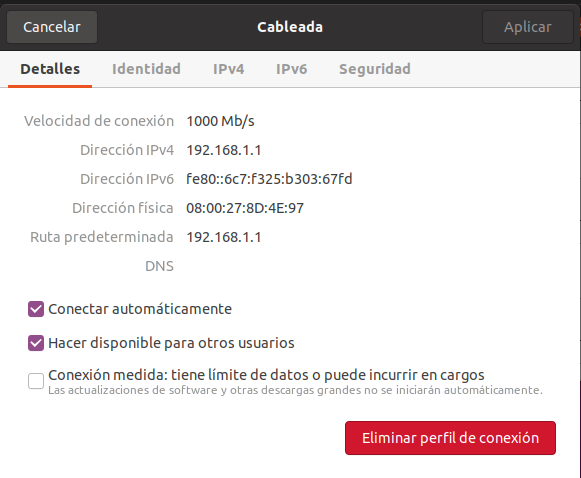 Cancelar Cableada Aplicar
Detalles Identidad IPv4 IPv6 Seguridad
Velocidad de conexión 1000 Mb/s
Dirección IPv4 192.168.1.1
Dirección IPv6 fe80::6c7:f325:b303:67fd
Dirección física 08:00:27:8D:4E:97
Ruta predeterminada 192.168.1.1
DNS
Conectar automáticamente
Hacer disponible para otros usuarios
Conexión medida: tiene límite de datos o puede incurrir en cargos
Las actualizaciones de software y otras descargas grandes no se iniciarán automáticamente.
Eliminar perfil de conexión